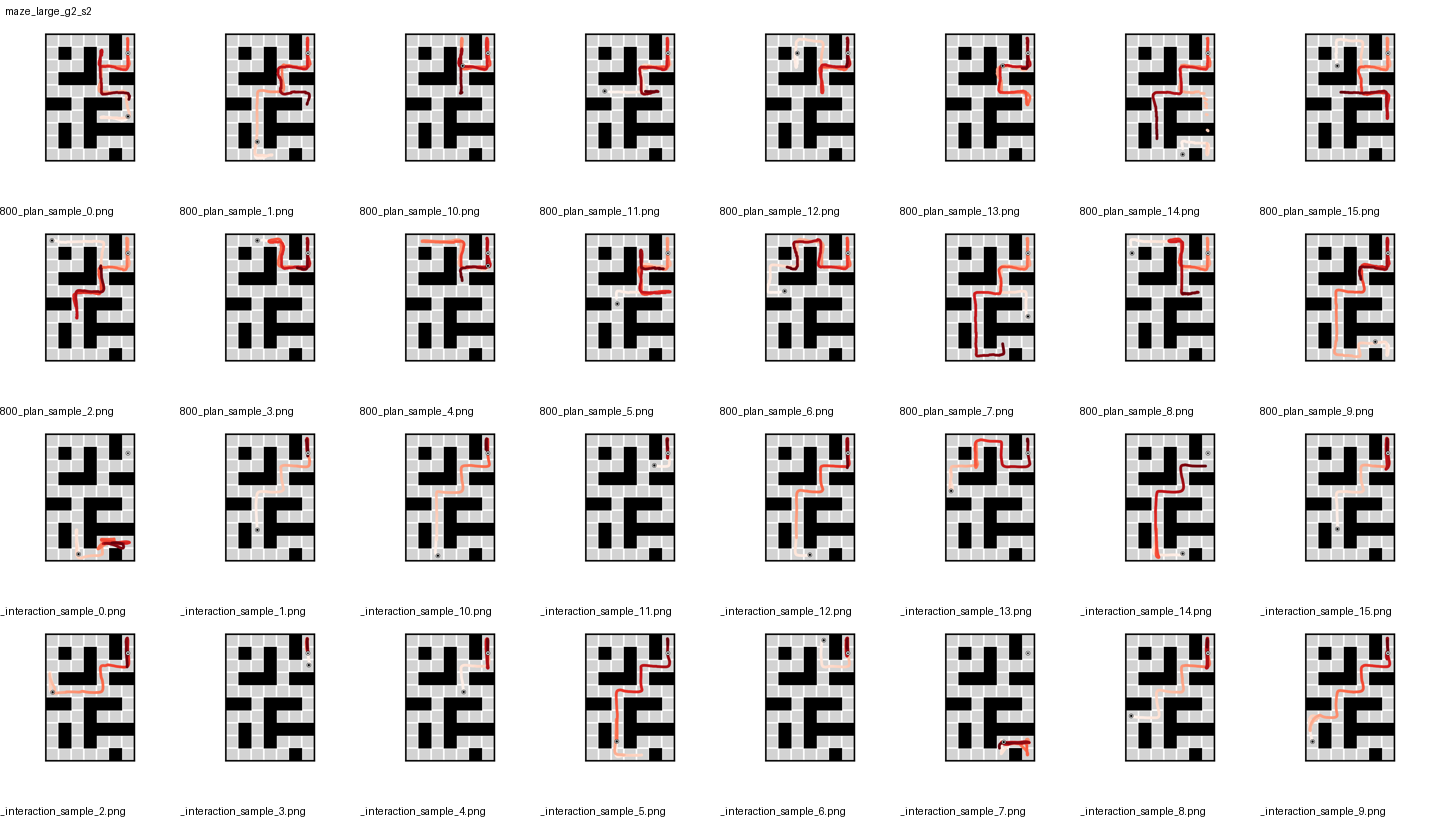 maze_large_g2_s2
800_plan_sample_0.png 800_plan_sample_1.png 800_plan_sample_10.png 800_plan_sample_11.png 800_plan_sample_12.png 800_plan_sample_13.png 800_plan_sample_14.png 800_plan_sample_15.png
800_plan_sample_2.png 800_plan_sample_3.png 800_plan_sample_4.png 800_plan_sample_5.png 800_plan_sample_6.png 800_plan_sample_7.png 800_plan_sample_8.png 800_plan_sample_9.png
_interaction_sample_0.png _interaction_sample_1.png _interaction_sample_10.png _interaction_sample_11.png _interaction_sample_12.png _interaction_sample_13.png _interaction_sample_14.png _interaction_sample_15.png
_interaction_sample_2.png _interaction_sample_3.png _interaction_sample_4.png _interaction_sample_5.png _interaction_sample_6.png _interaction_sample_7.png _interaction_sample_8.png _interaction_sample_9.png